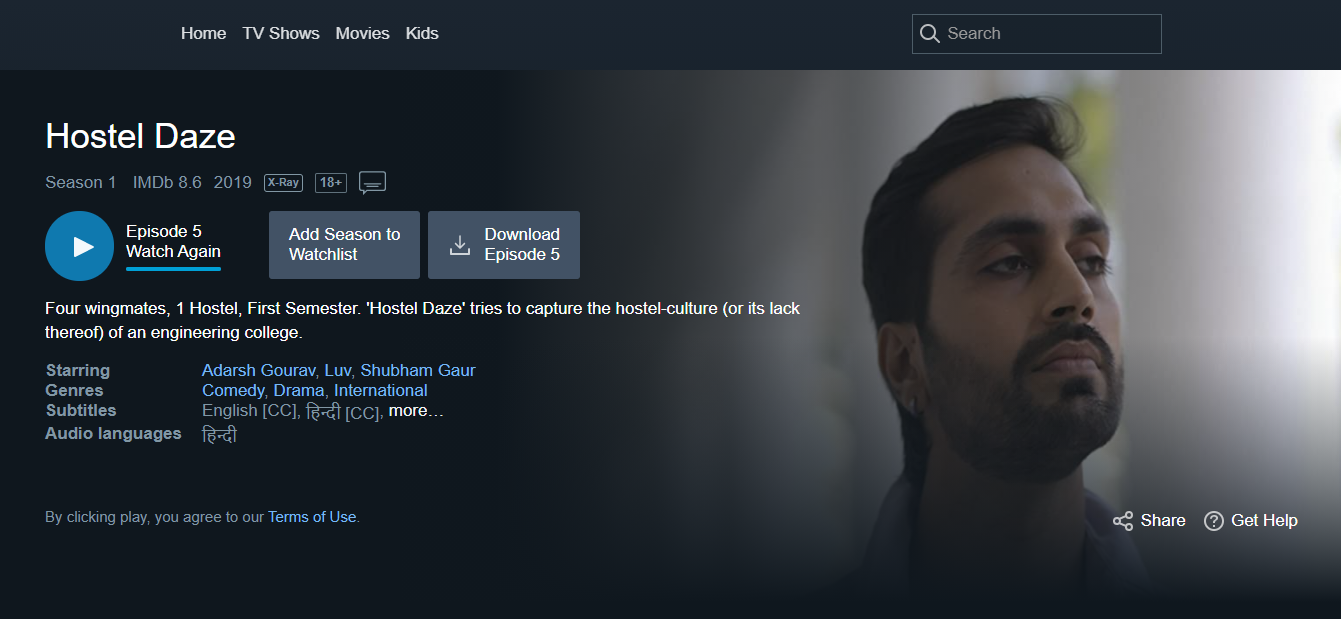 Home TV Shows Movies Kids Search
Hostel Daze
Season 1 IMDb 8.6 2019 X-Ray 18+
Episode 5
Watch Again
Add Season to
Watchlist
Download
Episode 5
Four wingmates, 1 Hostel, First Semester. 'Hostel Daze' tries to capture the hostel-culture (or its lack
thereof) of an engineering college.
Starring Adarsh Gourav, Luv, Shubham Gaur
Genres Comedy, Drama, International
Subtitles English [CC], हिन्दी [CC], more...
Audio languages हिन्दी
By clicking play, you agree to our Terms of Use.
Share Get Help